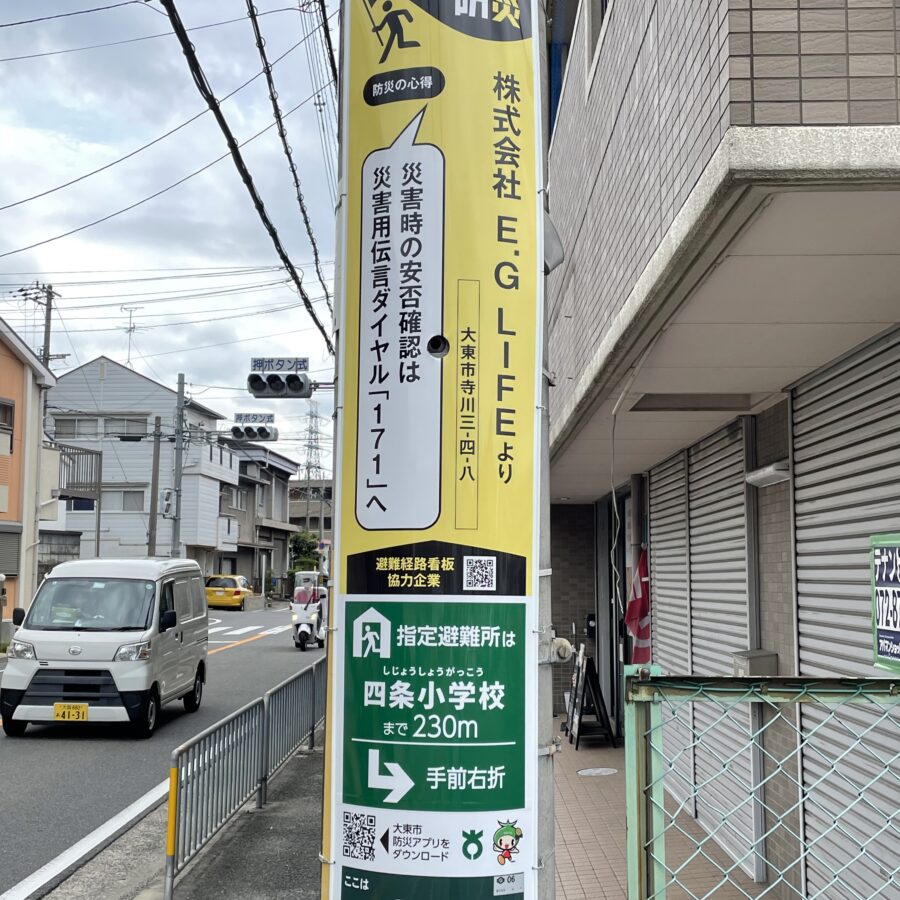 防災
防災の心得
株式会社 E.G LIFEより
大東市寺川三-四-八
災害時の安否確認は
災害用伝言ダイヤル「171」へ
避難経路看板
協力企業
指定避難所は
しじょうしょうがっこう
四条小学校
まで230m
手前右折
大東市
防災アプリを
ダウンロード
ここは
06
押ボタン式
押ボタン式
41-31
テナント